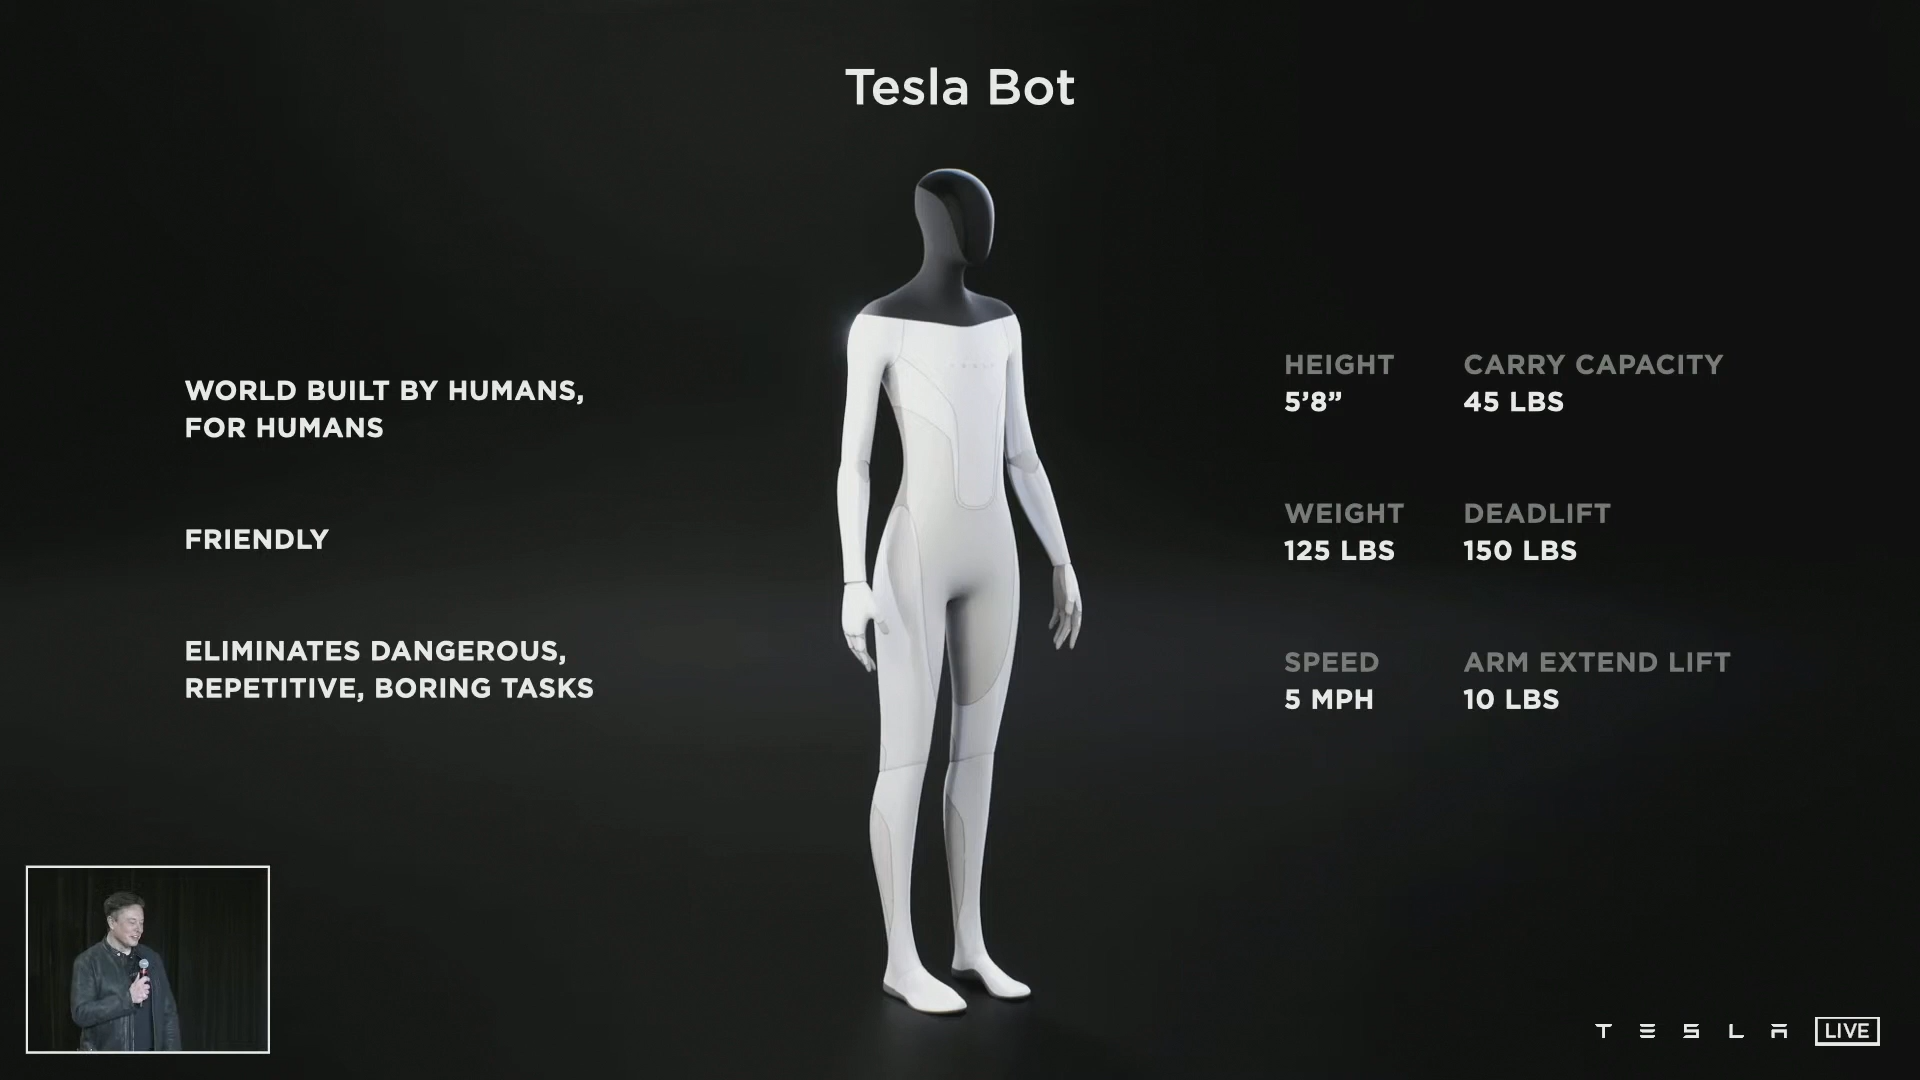 Tesla Bot
WORLD BUILT BY HUMANS,
FOR HUMANS
FRIENDLY
ELIMINATES DANGEROUS,
REPETITIVE, BORING TASKS
HEIGHT
5’8”
CARRY CAPACITY
45 LBS
WEIGHT
125 LBS
DEADLIFT
150 LBS
SPEED
5 MPH
ARM EXTEND LIFT
10 LBS
TESLA
TESLA LIVE